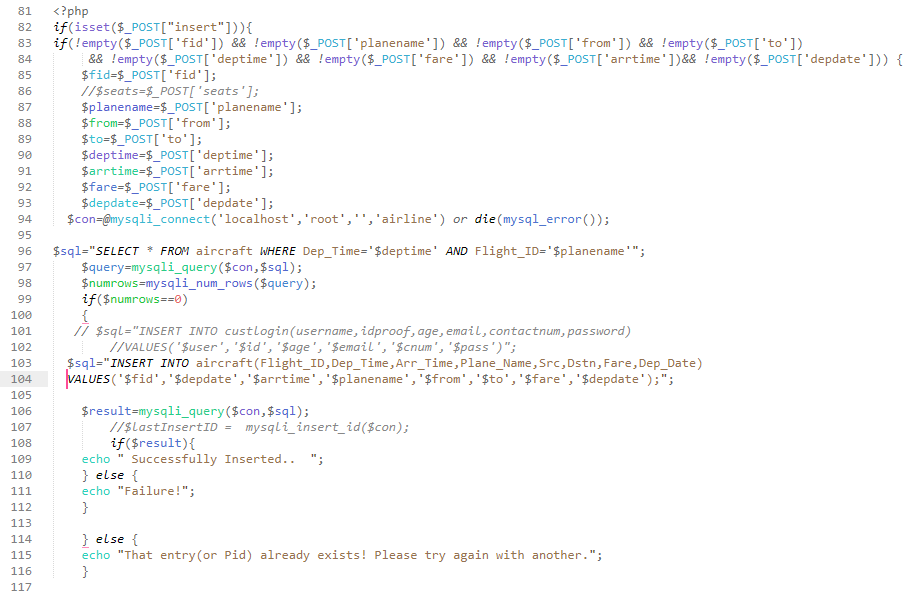 81 <?php
82 if(isset($_POST["insert"])){
83 if(!empty($_POST['fid']) && !empty($_POST['planename']) && !empty($_POST['from']) && !empty($_POST['to'])
84 && !empty($_POST['deptime']) && !empty($_POST['fare']) && !empty($_POST['arrtime'])&& !empty($_POST['depdate'])) {
85 $fid=$_POST['fid'];
86 //$seats=$_POST['seats'];
87 $planename=$_POST['planename'];
88 $from=$_POST['from'];
89 $to=$_POST['to'];
90 $deptime=$_POST['deptime'];
91 $arrtime=$_POST['arrtime'];
92 $fare=$_POST['fare'];
93 $depdate=$_POST['depdate'];
94 $con=@mysqli_connect('localhost','root','','airline') or die(mysql_error());
95
96 $sql="SELECT * FROM aircraft WHERE Dep_Time='$deptime' AND Flight_ID='$planename'";
97 $query=mysqli_query($con,$sql);
98 $numrows=mysqli_num_rows($query);
99 if($numrows==0)
100 {
101 // $sql="INSERT INTO custlogin(username,idproof,age,email,contactnum,password)
102 //VALUES('$user','$id','$age','$email','$cnum','$pass')";
103 $sql="INSERT INTO aircraft(Flight_ID,Dep_Time,Arr_Time,Plane_Name,Src,Dstn,Fare,Dep_Date)
104 VALUES('$fid','$depdate','$arrtime','$planename','$from','$to','$fare','$depdate');";
105
106 $result=mysqli_query($con,$sql);
107 //$lastInsertID =  mysqli_insert_id($con);
108 if($result){
109 echo " Successfully Inserted..  ";
110 } else {
111 echo "Failure!";
112 }
113
114 } else {
115 echo "That entry(or Pid) already exists! Please try again with another.";
116 }
117